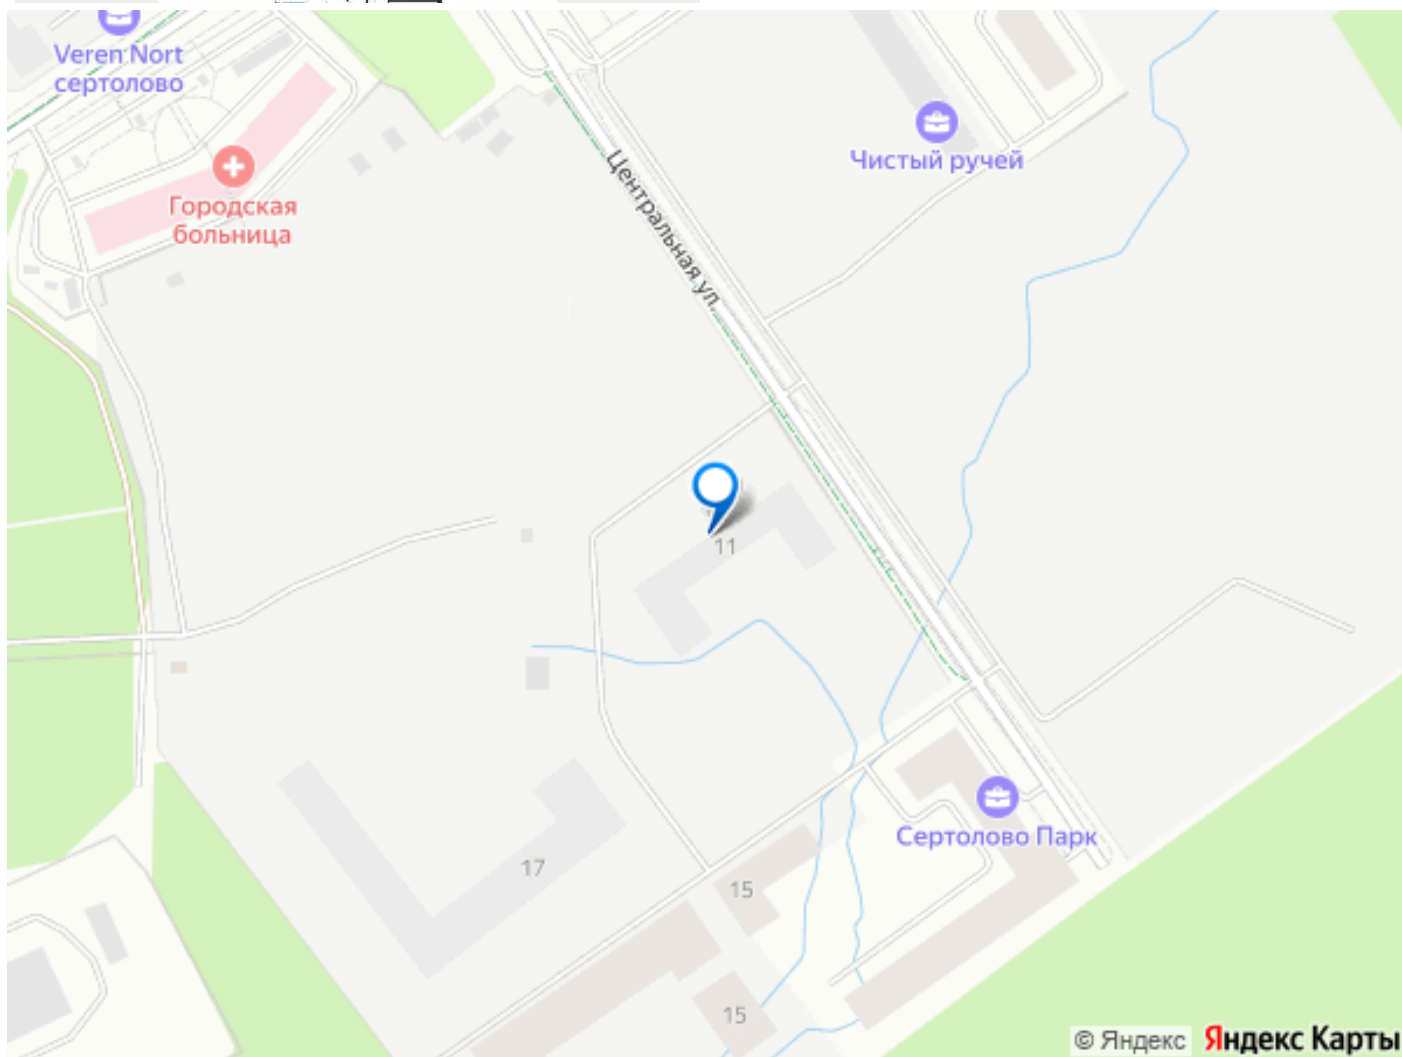 Veren Nort
сертолово
Городская
больница
Чистый ручей
Центральная ул.
11
17
15
Сертолово Парк
15
© Яндекс Яндекс Карты